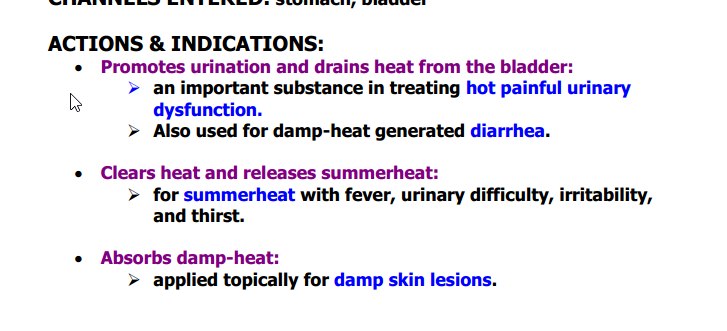 CHANNELS ENTERED: stomach, bladder
ACTIONS & INDICATIONS:
• Promotes urination and drains heat from the bladder:
➢ an important substance in treating hot painful urinary
dysfunction.
➢ Also used for damp-heat generated diarrhea.
• Clears heat and releases summerheat:
➢ for summerheat with fever, urinary difficulty, irritability,
and thirst.
• Absorbs damp-heat:
➢ applied topically for damp skin lesions.